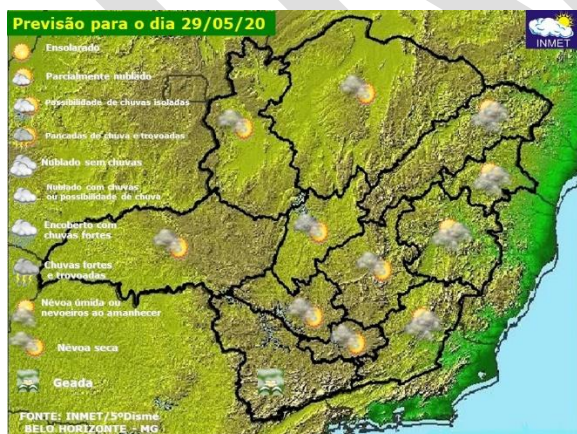 Previsão para o dia 29/05/20
INMET
Ensolarado
Parcialmente nublado
Possibilidade de chuvas isoladas
Pancadas de chuva e trovoadas
Nublado sem chuvas
Nublado com chuvas
ou possibilidade de chuva
Encoberto com
chuvas fortes
Chuvas fortes
e trovoadas
Névoa úmida ou
nevoeiros ao amanhecer
Névoa seca
Geada
FONTE: INMET/5ºDisme
BELO HORIZONTE - MG